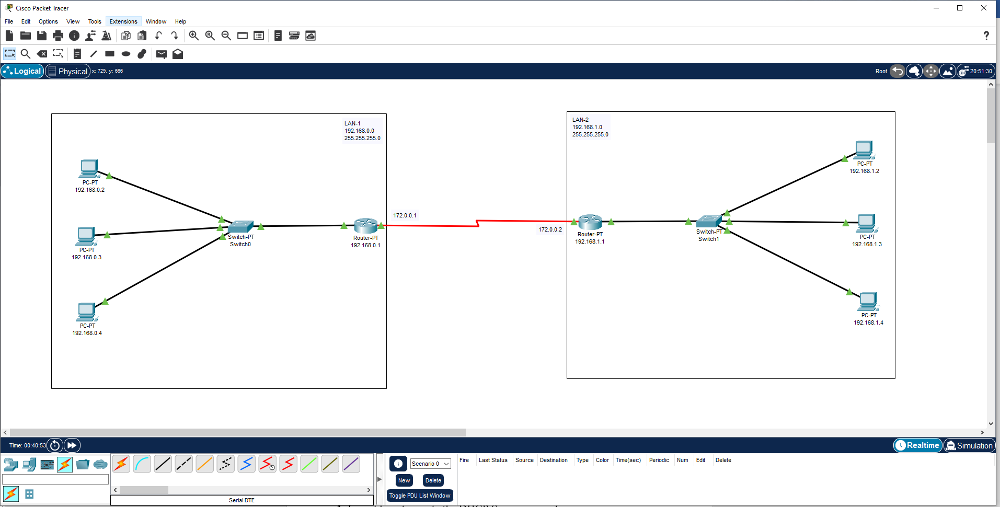 Cisco Packet Tracer
File Edit Options View Tools Extensions Window Help
?
Logical Physical x: 729, y: 666 Root 20:51:30
LAN-1
192.168.0.0
255.255.255.0
LAN-2
192.168.1.0
255.255.255.0
PC-PT
192.168.0.2
PC-PT
192.168.0.3
PC-PT
192.168.0.4
Switch-PT
Switch0
Router-PT
192.168.0.1
172.0.0.1
172.0.0.2
Router-PT
192.168.1.1
Switch-PT
Switch1
PC-PT
192.168.1.2
PC-PT
192.168.1.3
PC-PT
192.168.1.4
Time: 00:40:53 Realtime Simulation
Scenario 0
New Delete
Toggle PDU List Window
Fire Last Status Source Destination Type Color Time(sec) Periodic Num Edit Delete
Serial DTE